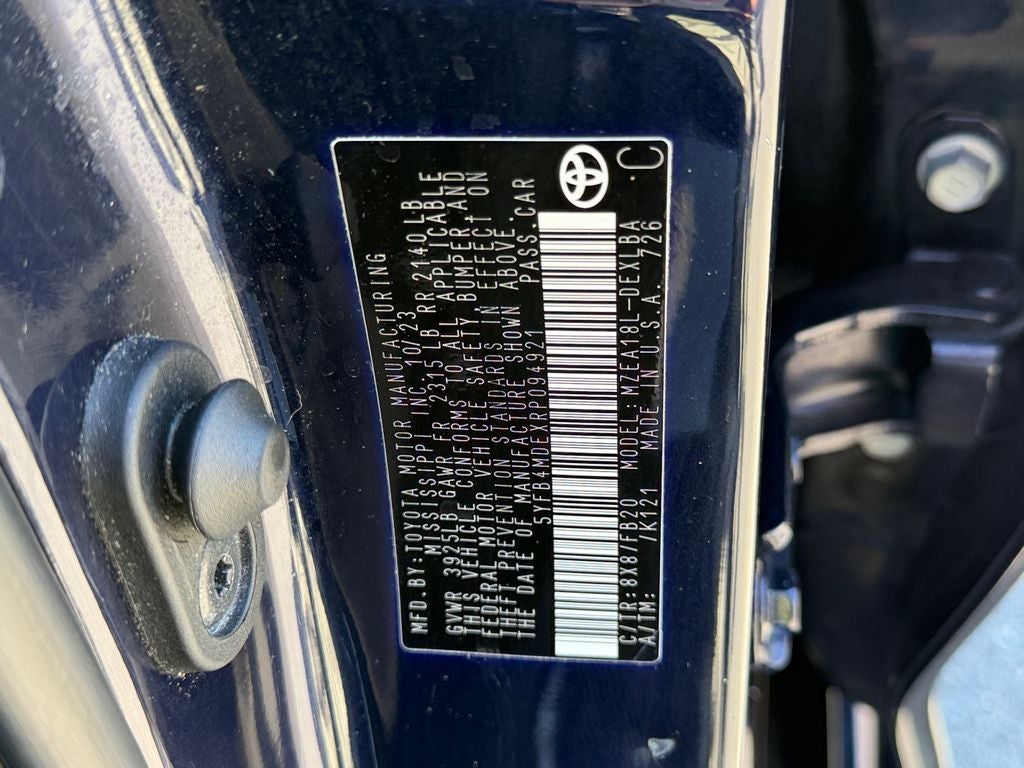 MFD.BY:TOYOTA MOTOR MANUFACTURING
MISSISSIPPI INC. 10/23
GVWR 3925LB GAWR FR 2315LB RR 2140LB
THIS VEHICLE CONFORMS TO ALL APPLICABLE
FEDERAL MOTOR VEHICLE SAFETY BUMPER,AND
THEFT PREVENTION STANDARDS IN EFFECT ON
THE DATE OF MANUFACTURE SHOWN ABOVE.
5YFB4MDEXRP094921 PASS.CAR
C/TR:8X8/FB20 MODEL:MZEA18L-DEXLBA
A/TM: /K121 MADE IN U.S.A. 726
C